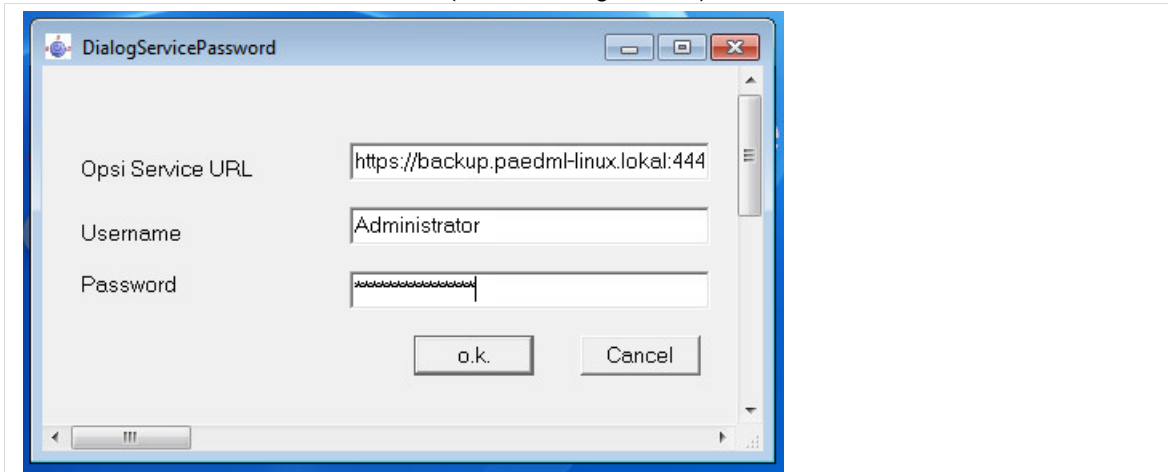 DialogServicePassword
Opsi Service URL https://backup.paedml-linux.lokal:444
Username Administrator
Password ****************
o.k. Cancel